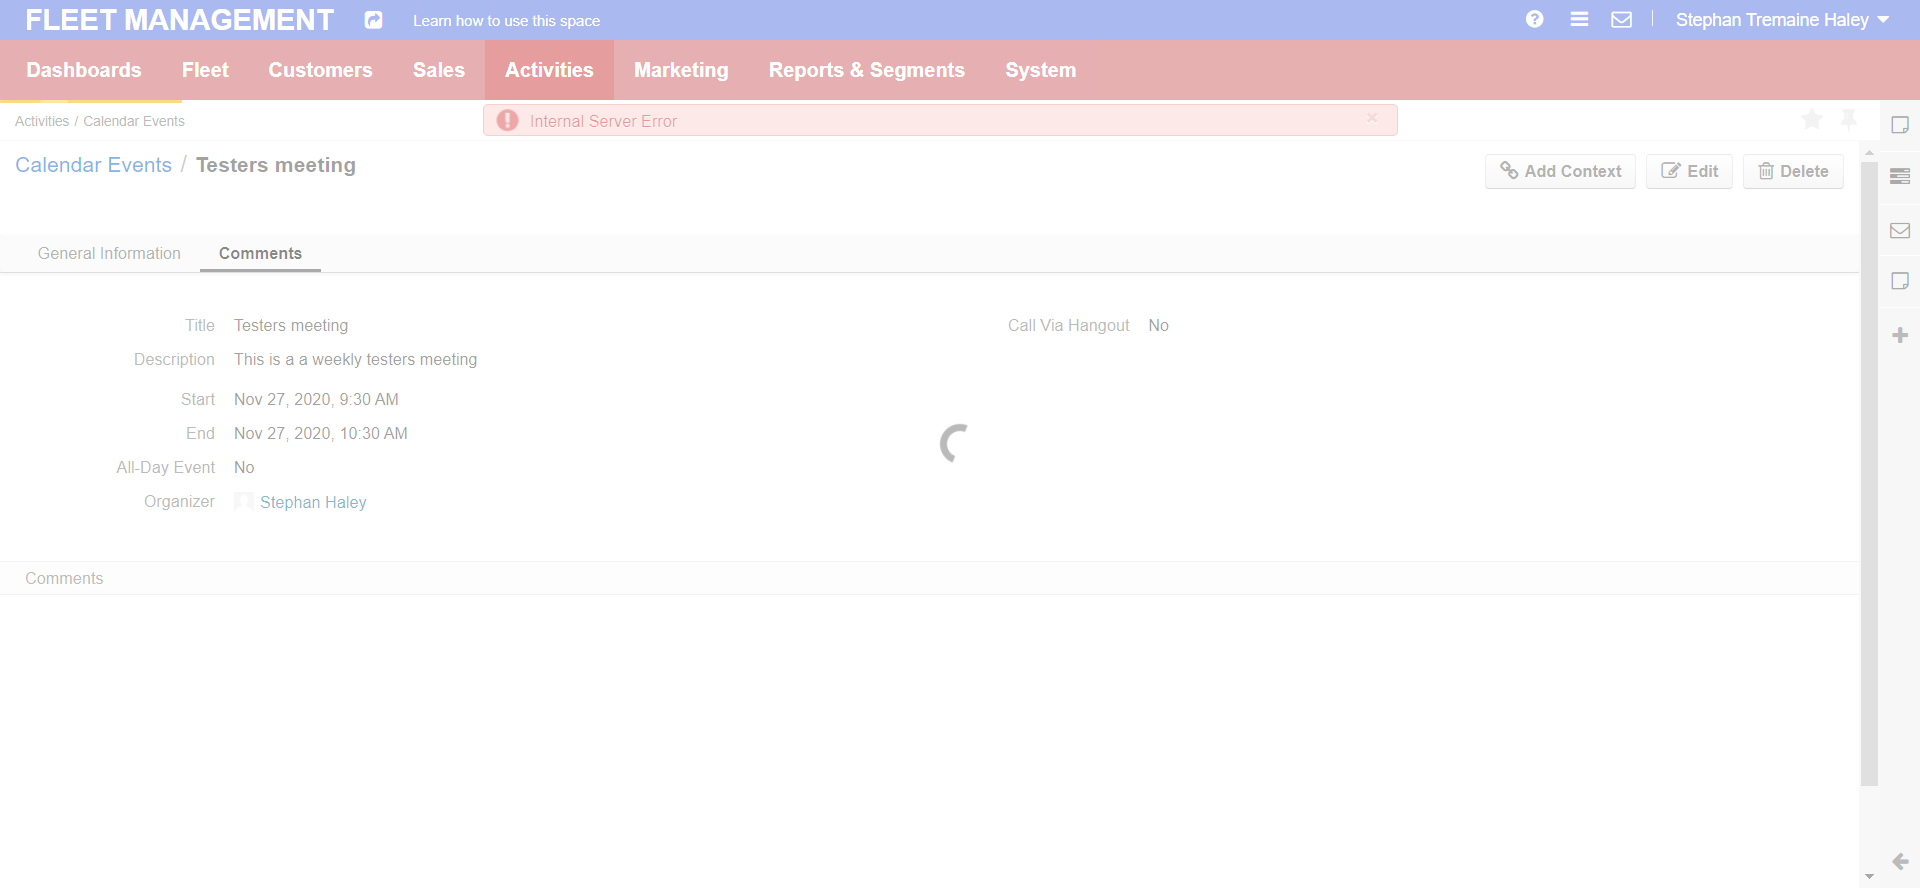 FLEET MANAGEMENT Learn how to use this space Stephan Tremaine Haley
Dashboards Fleet Customers Sales Activities Marketing Reports & Segments System
Activities / Calendar Events
Internal Server Error ×
Calendar Events / Testers meeting
Add Context Edit Delete
General Information Comments
Title Testers meeting
Call Via Hangout No
Description This is a a weekly testers meeting
Start Nov 27, 2020, 9:30 AM
End Nov 27, 2020, 10:30 AM
All-Day Event No
Organizer Stephan Haley
Comments